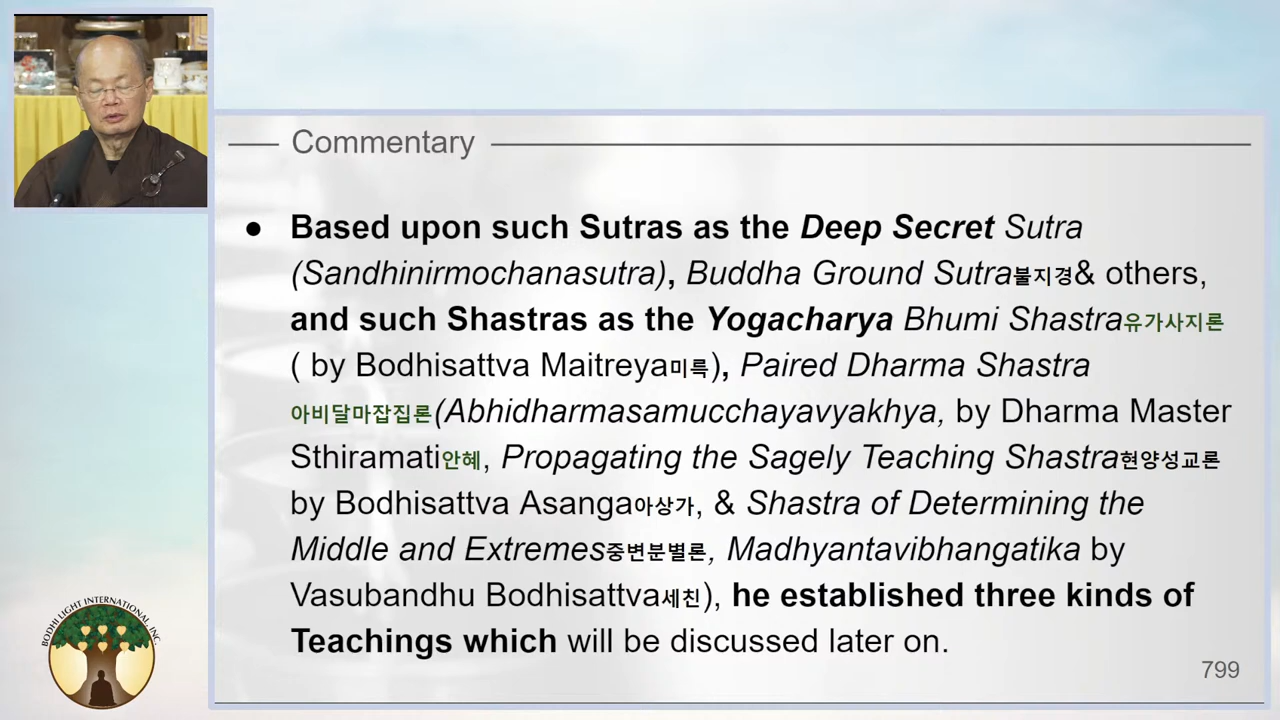 Commentary
● Based upon such Sutras as the Deep Secret Sutra
(Sandhinirmochanasutra), Buddha Ground Sutra불지경& others,
and such Shastras as the Yogacharya Bhumi Shastra유가사지론
( by Bodhisattva Maitreya미륵), Paired Dharma Shastra
아비달마잡집론(Abhidharmasamucchayavyakhya, by Dharma Master
Sthiramati안혜, Propagating the Sagely Teaching Shastra현양성교론
by Bodhisattva Asanga아상가, & Shastra of Determining the
Middle and Extremes중변분별론, Madhyantavibhangatika by
Vasubandhu Bodhisattva세친), he established three kinds of
Teachings which will be discussed later on.
799
BODHI LIGHT INTERNATIONAL, INC.